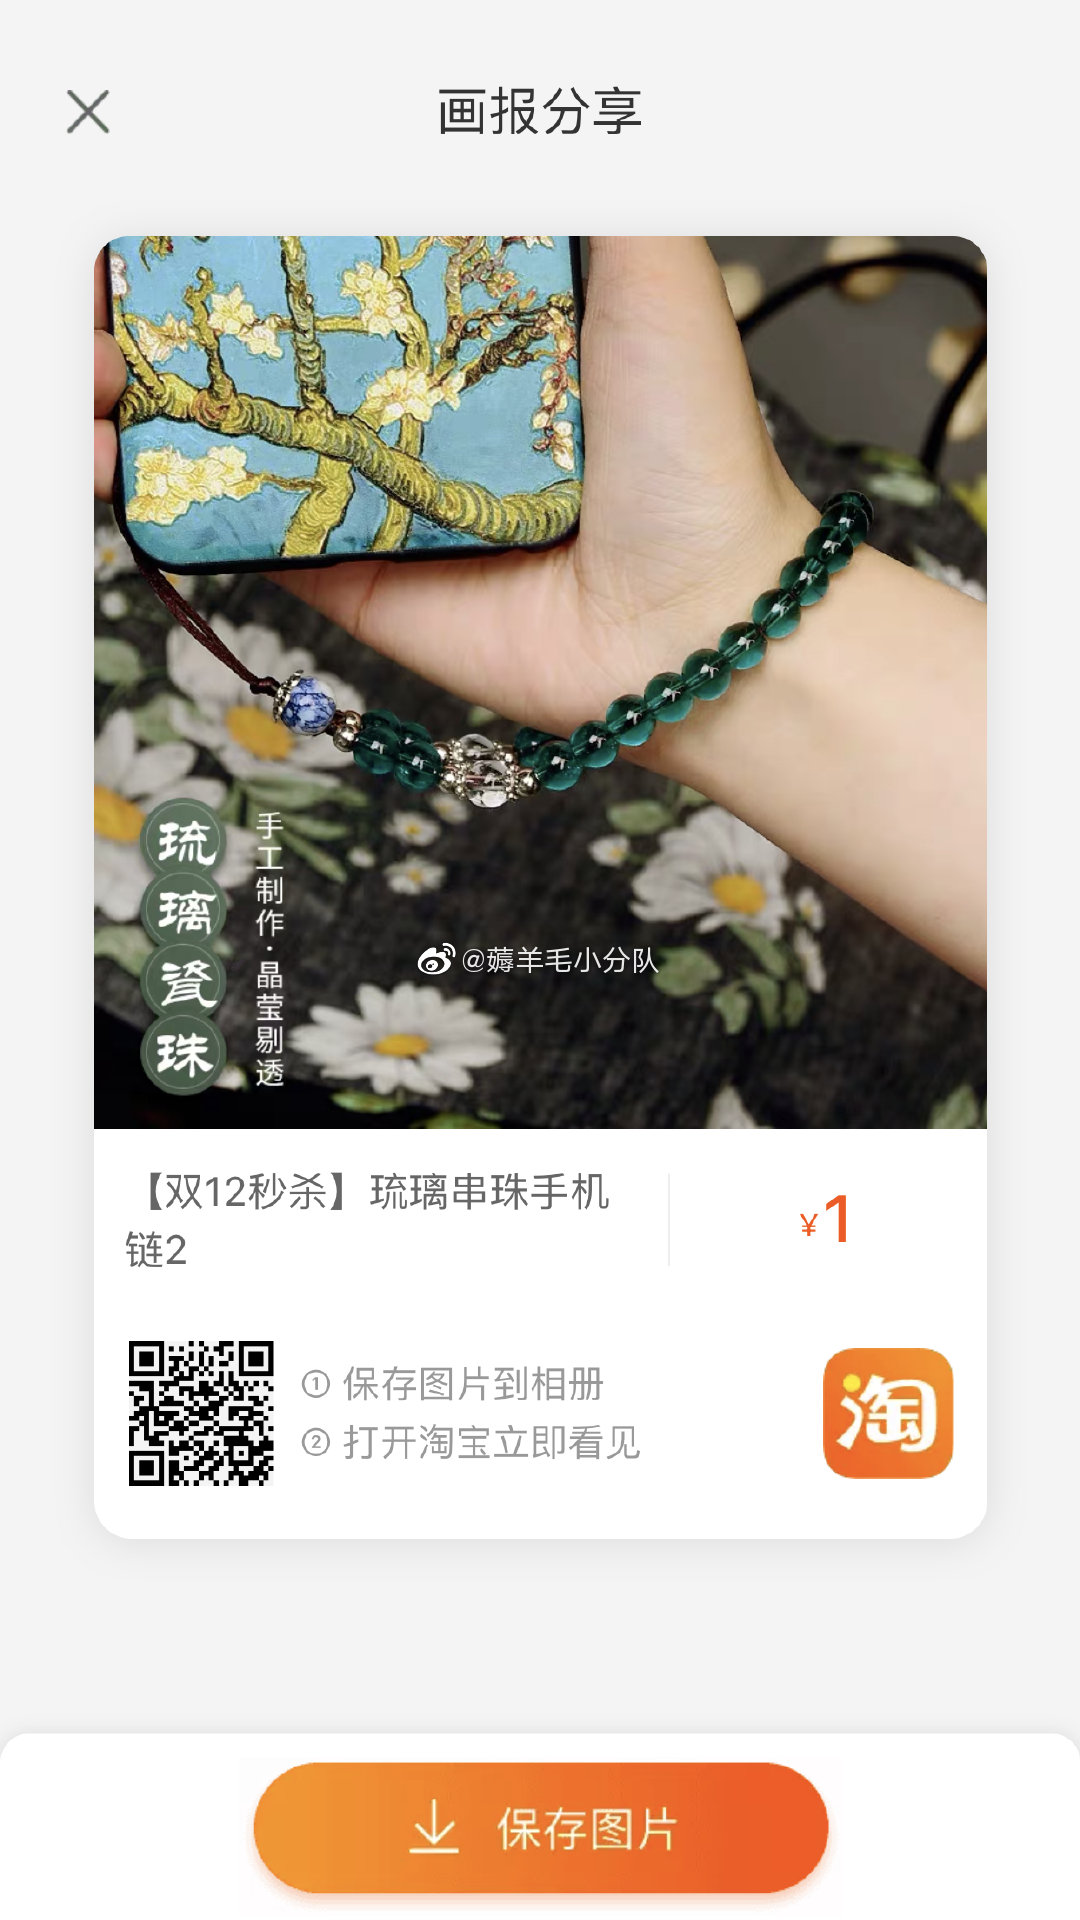 画报分享
琉璃瓷珠
手工制作·晶莹剔透
@薅羊毛小分队
【双12秒杀】琉璃串珠手机
链2
¥1
① 保存图片到相册
② 打开淘宝立即看见
淘
保存图片